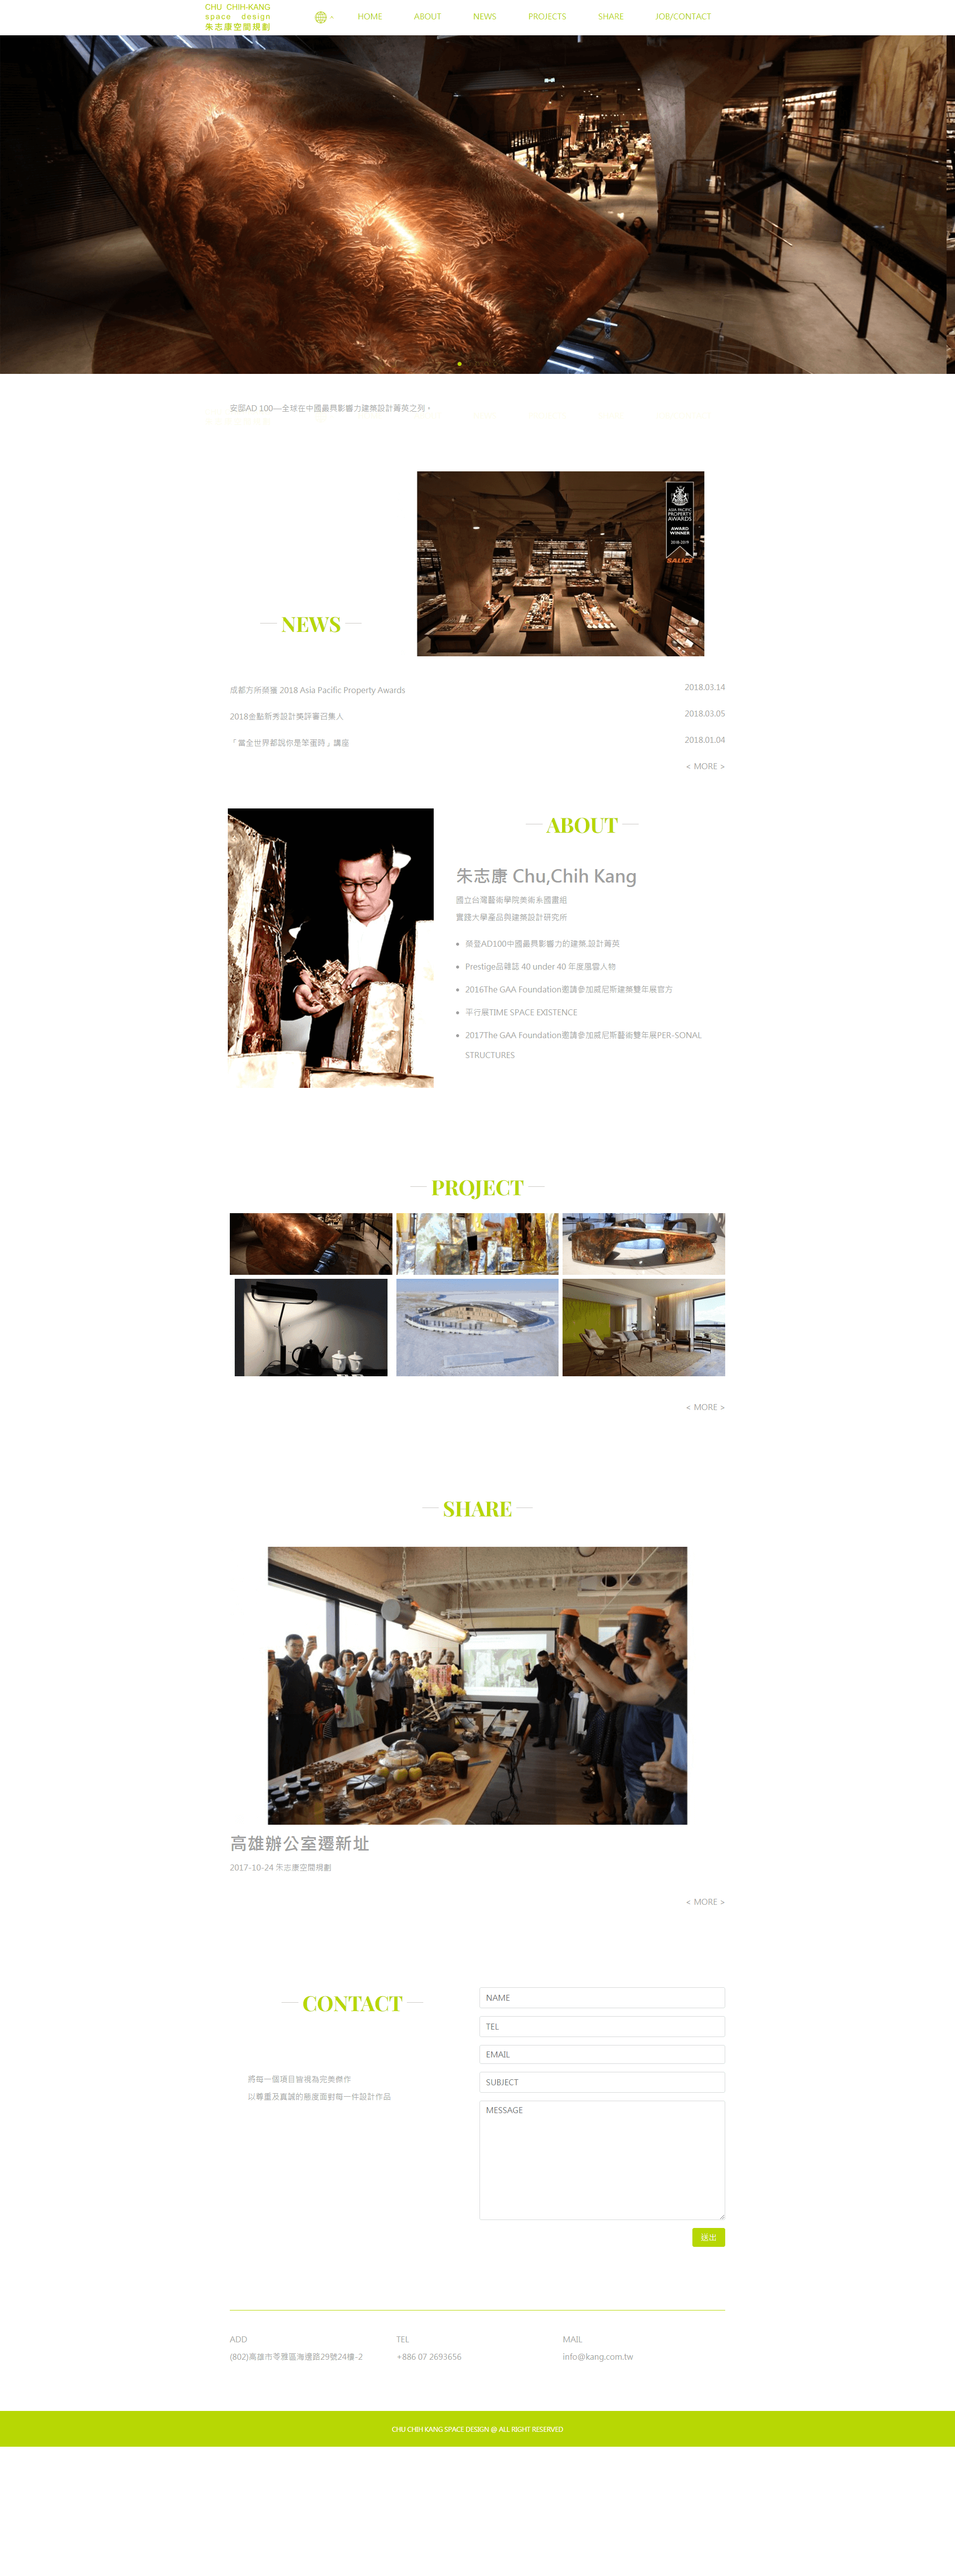 CHU CHIH-KANG
space design
朱志康空間規劃
HOME
ABOUT
NEWS
PROJECTS
SHARE
JOB/CONTACT
安邸AD 100—全球在中國最具影響力建築設計菁英之列。
ASIA PACIFIC
PROPERTY
AWARDS
AWARD
WINNER
2018-2019
SALICE
NEWS
成都方所榮獲 2018 Asia Pacific Property Awards
2018.03.14
2018金點新秀設計獎評審召集人
2018.03.05
「當全世界都說你是笨蛋時」講座
2018.01.04
< MORE >
ABOUT
朱志康 Chu,Chih Kang
國立台灣藝術學院美術系國畫組
實踐大學產品與建築設計研究所
榮登AD100中國最具影響力的建築.設計菁英
Prestige品雜誌 40 under 40 年度風雲人物
2016The GAA Foundation邀請參加威尼斯建築雙年展官方
平行展TIME SPACE EXISTENCE
2017The GAA Foundation邀請參加威尼斯藝術雙年展PER-SONAL
STRUCTURES
PROJECT
< MORE >
SHARE
高雄辦公室遷新址
2017-10-24 朱志康空間規劃
< MORE >
CONTACT
將每一個項目皆視為完美傑作
以尊重及真誠的態度面對每一件設計作品
NAME
TEL
EMAIL
SUBJECT
MESSAGE
送出
ADD
(802)高雄市苓雅區海邊路29號24樓-2
TEL
+886 07 2693656
MAIL
info@kang.com.tw
CHU CHIH KANG SPACE DESIGN @ ALL RIGHT RESERVED